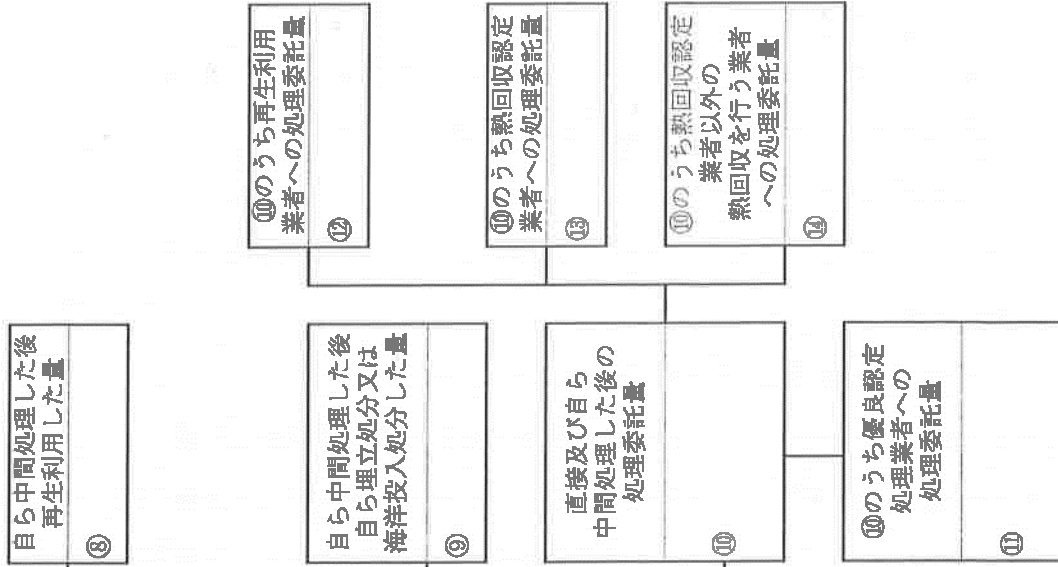 自ら中間処理した後
再生利用した量
⑧
自ら中間処理した後
自ら埋立処分又は
海洋投入処分した量
⑨
直接及び自ら
中間処理した後の
処理委託量
⑩
⑩のうち優良認定
処理業者への
処理委託量
⑪
⑩のうち再生利用
業者への処理委託量
⑫
⑩のうち熱回収認定
業者への処理委託量
⑬
⑩のうち熱回収認定
業者以外の
熱回収を行う業者
への処理委託量
⑭